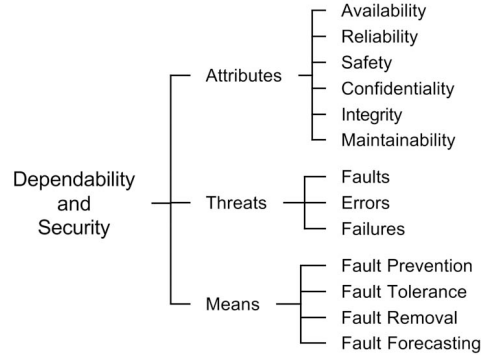 Dependability
and
Security
Attributes
Availability
Reliability
Safety
Confidentiality
Integrity
Maintainability
Threats
Faults
Errors
Failures
Means
Fault Prevention
Fault Tolerance
Fault Removal
Fault Forecasting